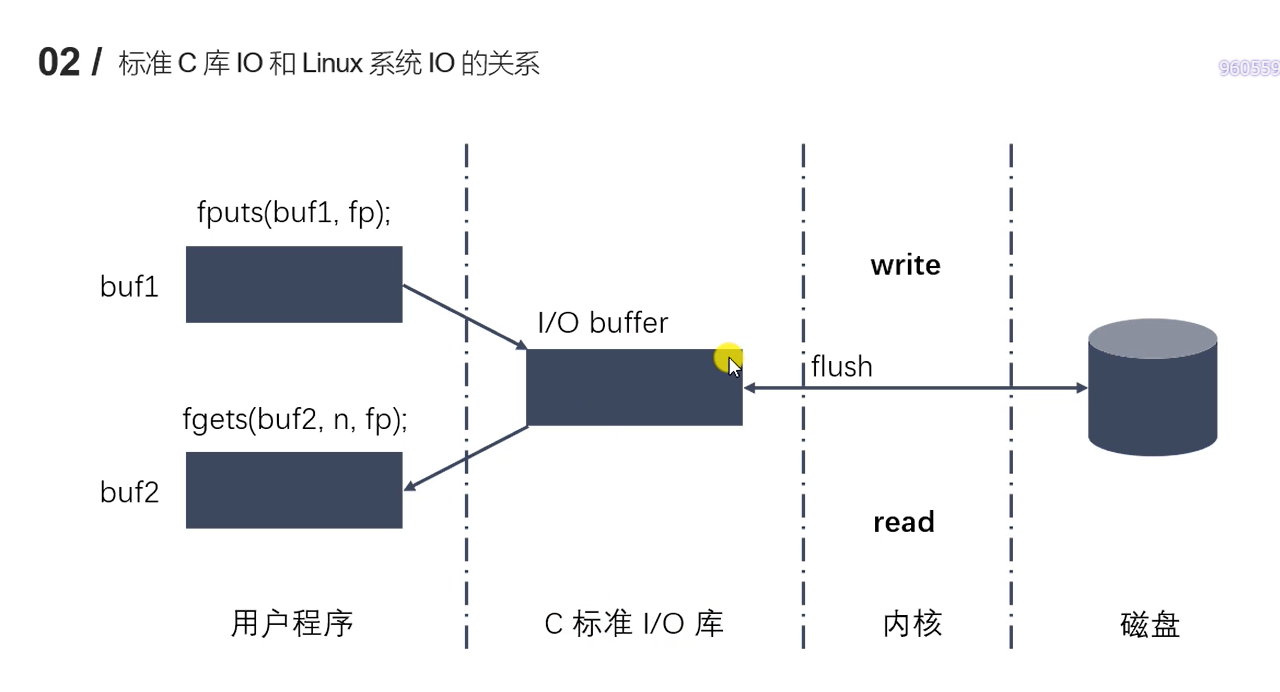 02 / 标准 C 库 IO 和 Linux 系统 IO 的关系
960559
fputs(buf1, fp);
buf1
write
I/O buffer
flush
fgets(buf2, n, fp);
buf2
read
用户程序
C 标准 I/O 库
内核
磁盘